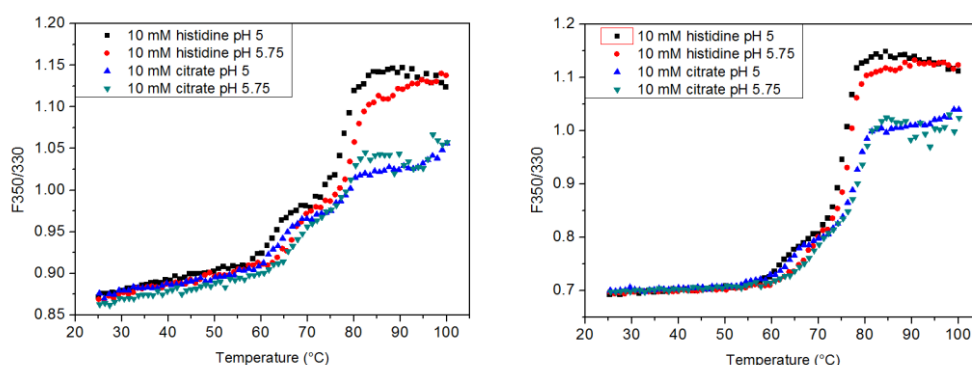 1.20
1.15
1.10
1.05
1.00
0.95
0.90
0.85
F350/330
10 mM histidine pH 5
10 mM histidine pH 5.75
10 mM citrate pH 5
10 mM citrate pH 5.75
20 30 40 50 60 70 80 90 100
Temperature (°C)
1.2
1.1
1.0
0.9
0.8
0.7
F350/330
10 mM histidine pH 5
10 mM histidine pH 5.75
10 mM citrate pH 5
10 mM citrate pH 5.75
20 30 40 50 60 70 80 90 100
Temperature (°C)